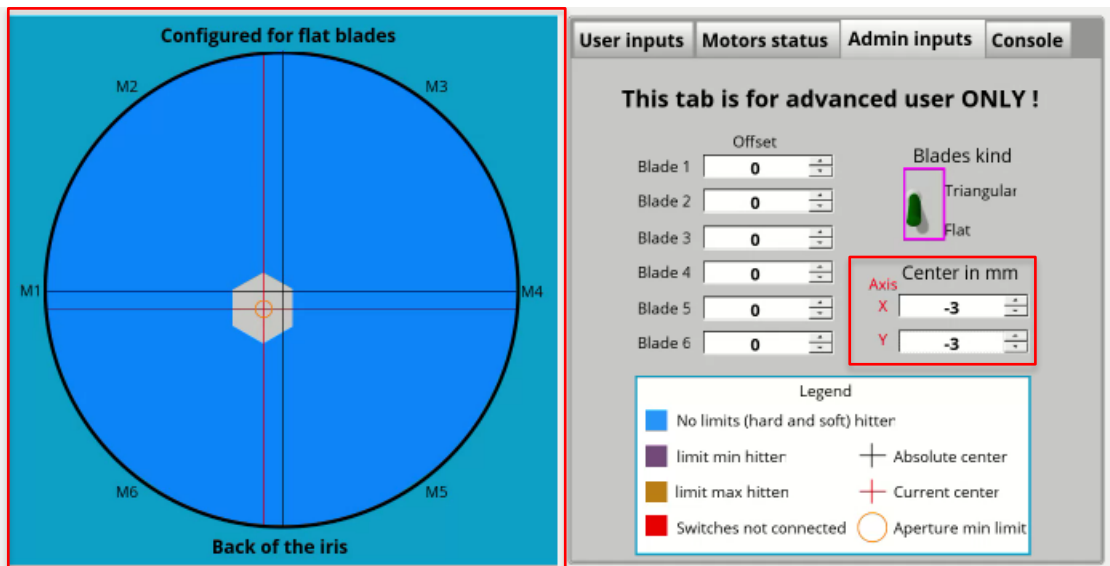 Configured for flat blades
M2
M3
M1
M4
M6
M5
Back of the iris
User inputs
Motors status
Admin inputs
Console
This tab is for advanced user ONLY !
Offset
Blade 1 0
Blade 2 0
Blade 3 0
Blade 4 0
Blade 5 0
Blade 6 0
Blades kind
Triangular
Flat
Center in mm
Axis
X -3
Y -3
Legend
No limits (hard and soft) hitten
limit min hitten
Absolute center
limit max hitten
Current center
Switches not connected
Aperture min limit